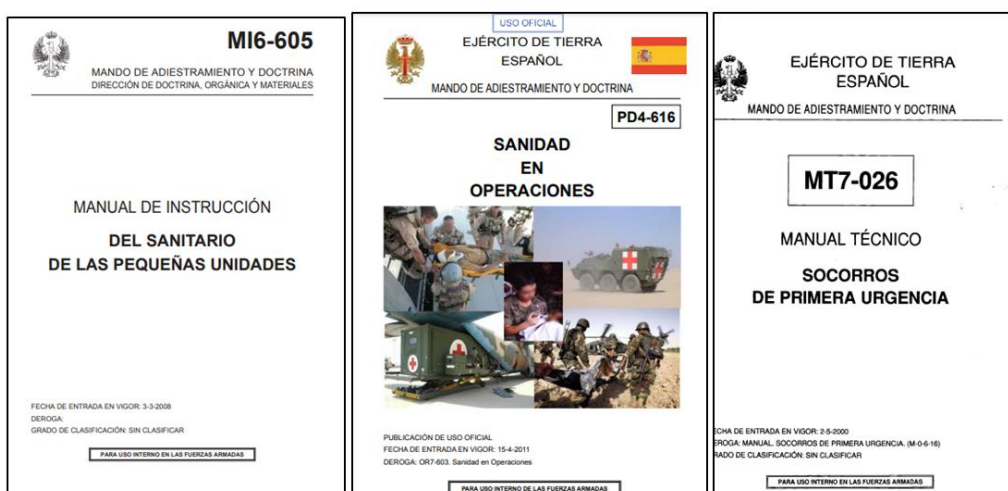 MI6-605
MANDO DE ADIESTRAMIENTO Y DOCTRINA
DIRECCIÓN DE DOCTRINA, ORGÁNICA Y MATERIALES
MANUAL DE INSTRUCCIÓN
DEL SANITARIO
DE LAS PEQUEÑAS UNIDADES
FECHA DE ENTRADA EN VIGOR: 3-3-2008
DEROGA:
GRADO DE CLASIFICACIÓN: SIN CLASIFICAR
PARA USO INTERNO EN LAS FUERZAS ARMADAS
USO OFICIAL
EJÉRCITO DE TIERRA
ESPAÑOL
MANDO DE ADIESTRAMIENTO Y DOCTRINA
PD4-616
SANIDAD
EN
OPERACIONES
PUBLICACIÓN DE USO OFICIAL
FECHA DE ENTRADA EN VIGOR: 15-4-2011
DEROGA: OR7-603. Sanidad en Operaciones
PARA USO INTERNO DE LAS FUERZAS ARMADAS
EJÉRCITO DE TIERRA
ESPAÑOL
MANDO DE ADIESTRAMIENTO Y DOCTRINA
MT7-026
MANUAL TÉCNICO
SOCORROS
DE PRIMERA URGENCIA
ECHA DE ENTRADA EN VIGOR: 2-5-2000
EROGA: MANUAL. SOCORROS DE PRIMERA URGENCIA. (M-0-6-16)
RADO DE CLASIFICACIÓN: SIN CLASIFICAR
PARA USO INTERNO EN LAS FUERZAS ARMADAS